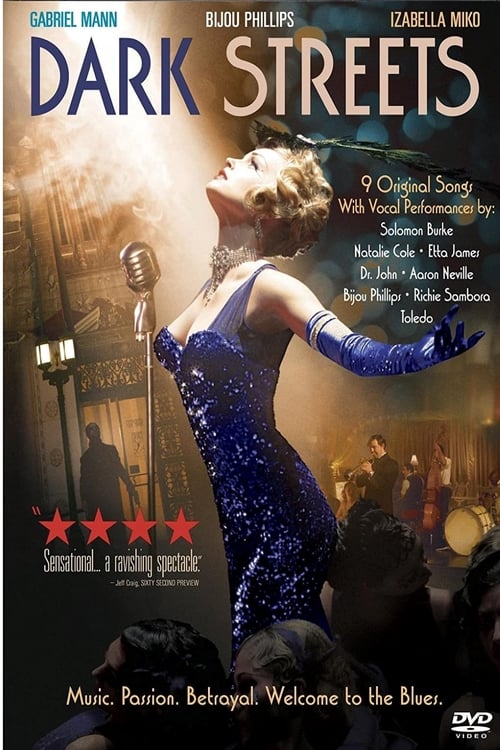 GABRIEL MANN BIJOU PHILLIPS IZABELLA MIKO
DARK STREETS
9 Original Songs
With Vocal Performances by:
Solomon Burke
Natalie Cole • Etta James
Dr. John • Aaron Neville
Bijou Phillips • Richie Sambora
Toledo
"★★★★
Sensational... a ravishing spectacle."
– Jeff Craig, SIXTY SECOND PREVIEW
Music. Passion. Betrayal. Welcome to the Blues.
DVD
VIDEO